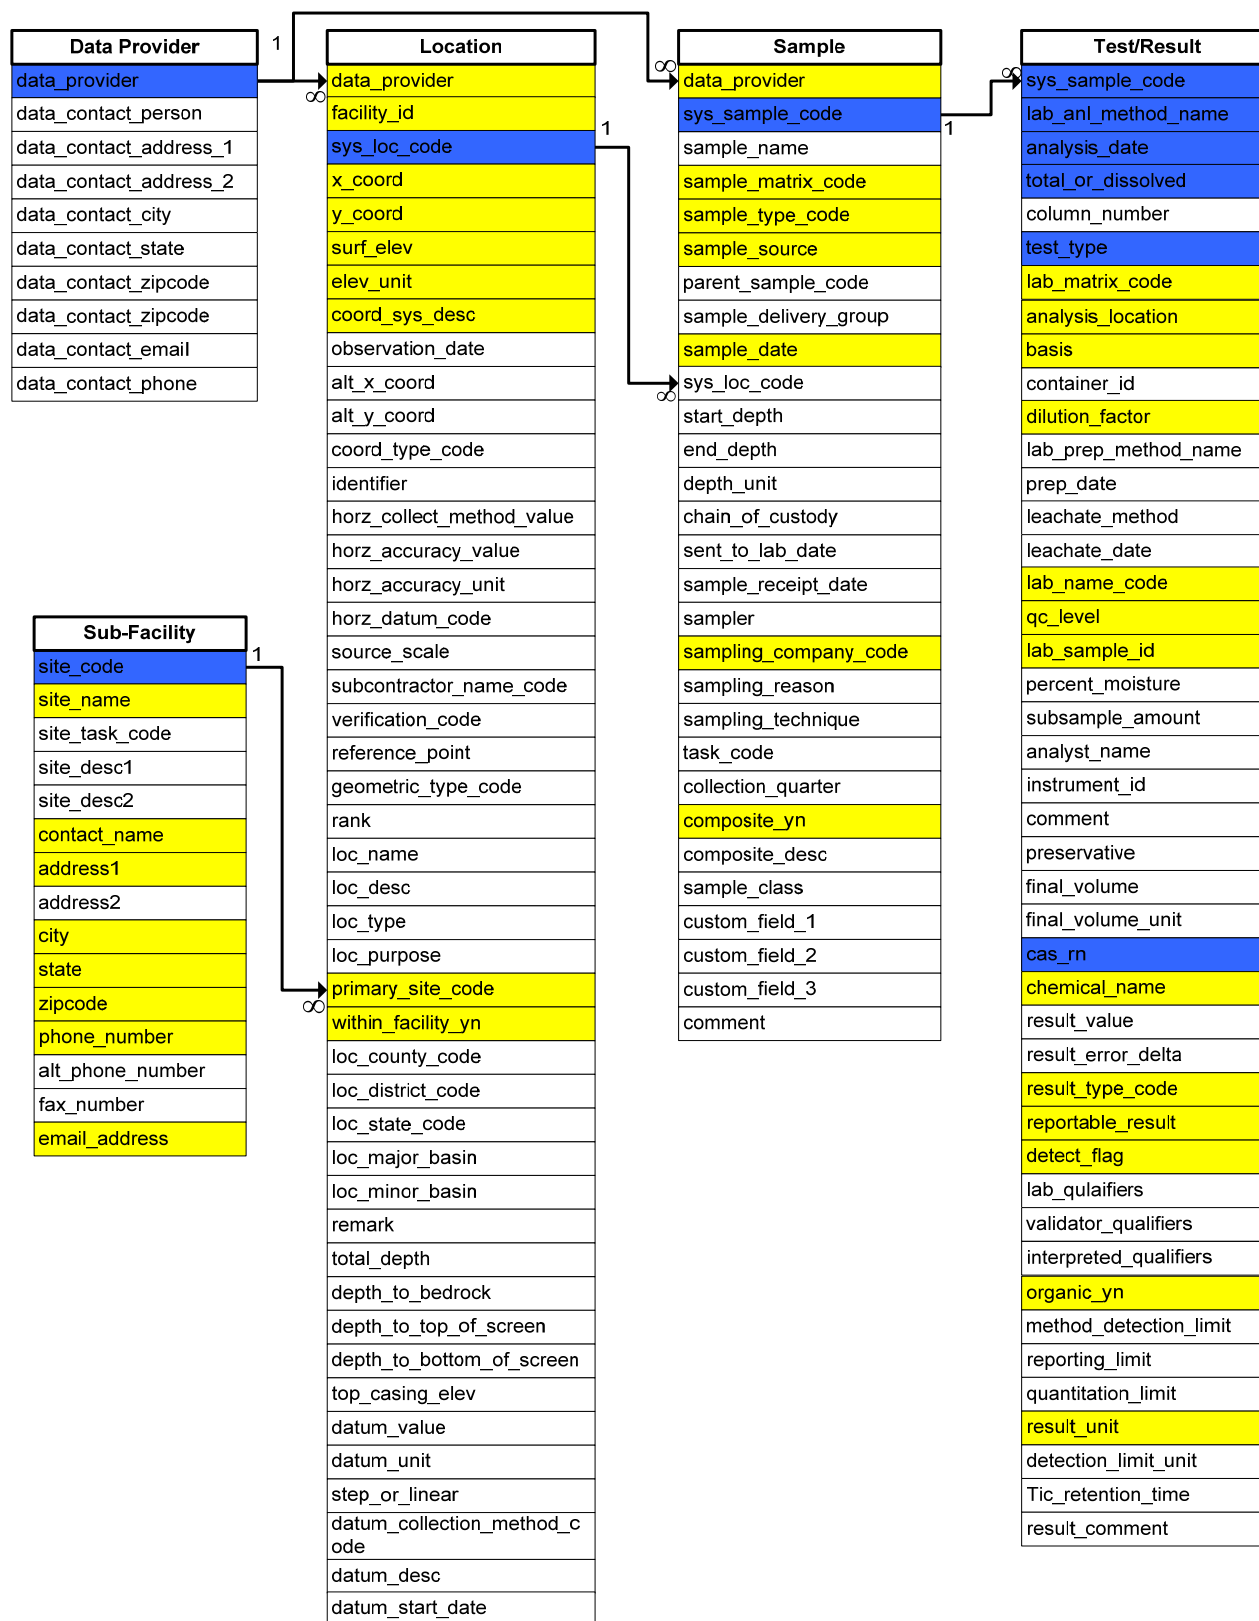 Data Provider
data_provider
data_contact_person
data_contact_address_1
data_contact_address_2
data_contact_city
data_contact_state
data_contact_zipcode
data_contact_zipcode
data_contact_email
data_contact_phone
1
∞
∞
Sub-Facility
site_code
site_name
site_task_code
site_desc1
site_desc2
contact_name
address1
address2
city
state
zipcode
phone_number
alt_phone_number
fax_number
email_address
1
∞
Location
data_provider
facility_id
sys_loc_code
x_coord
y_coord
surf_elev
elev_unit
coord_sys_desc
observation_date
alt_x_coord
alt_y_coord
coord_type_code
identifier
horz_collect_method_value
horz_accuracy_value
horz_accuracy_unit
horz_datum_code
source_scale
subcontractor_name_code
verification_code
reference_point
geometric_type_code
rank
loc_name
loc_desc
loc_type
loc_purpose
primary_site_code
within_facility_yn
loc_county_code
loc_district_code
loc_state_code
loc_major_basin
loc_minor_basin
remark
total_depth
depth_to_bedrock
depth_to_top_of_screen
depth_to_bottom_of_screen
top_casing_elev
datum_value
datum_unit
step_or_linear
datum_collection_method_c
ode
datum_desc
datum_start_date
1
∞
Sample
data_provider
sys_sample_code
sample_name
sample_matrix_code
sample_type_code
sample_source
parent_sample_code
sample_delivery_group
sample_date
sys_loc_code
start_depth
end_depth
depth_unit
chain_of_custody
sent_to_lab_date
sample_receipt_date
sampler
sampling_company_code
sampling_reason
sampling_technique
task_code
collection_quarter
composite_yn
composite_desc
sample_class
custom_field_1
custom_field_2
custom_field_3
comment
1
∞
Test/Result
sys_sample_code
lab_anl_method_name
analysis_date
total_or_dissolved
column_number
test_type
lab_matrix_code
analysis_location
basis
container_id
dilution_factor
lab_prep_method_name
prep_date
leachate_method
leachate_date
lab_name_code
qc_level
lab_sample_id
percent_moisture
subsample_amount
analyst_name
instrument_id
comment
preservative
final_volume
final_volume_unit
cas_rn
chemical_name
result_value
result_error_delta
result_type_code
reportable_result
detect_flag
lab_qulaifiers
validator_qualifiers
interpreted_qualifiers
organic_yn
method_detection_limit
reporting_limit
quantitation_limit
result_unit
detection_limit_unit
Tic_retention_time
result_comment